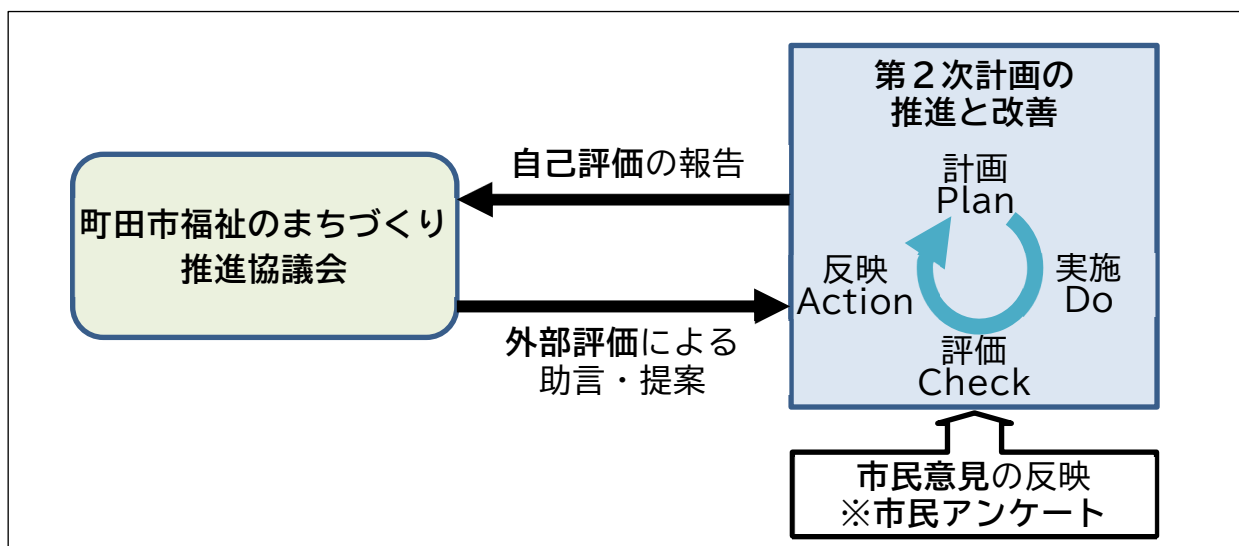 第２次計画の
推進と改善
自己評価の報告
計画
Plan
町田市福祉のまちづくり
推進協議会
反映
Action
実施
Do
外部評価による
助言・提案
評価
Check
市民意見の反映
※市民アンケート